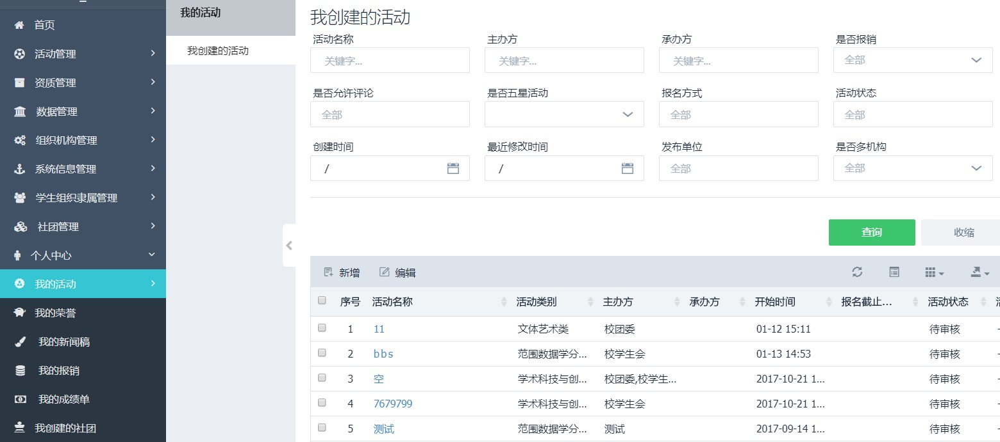 首页
活动管理
资质管理
数据管理
组织机构管理
系统信息管理
学生组织隶属管理
社团管理
个人中心
我的活动
我的荣誉
我的新闻稿
我的报销
我的成绩单
我创建的社团
我的活动
我创建的活动
我创建的活动
活动名称 主办方 承办方 是否报销
关键字... 关键字... 关键字... 全部
是否允许评论 是否五星活动 报名方式 活动状态
全部 全部 全部
创建时间 最近修改时间 发布单位 是否多机构
/ / 全部 全部
查询 收缩
新增 编辑
序号 活动名称 活动类别 主办方 承办方 开始时间 报名截止... 活动状态
1 11 文体艺术类 校团委 01-12 15:11 待审核
2 bbs 范围数据学分... 校学生会 01-13 14:53 待审核
3 空 学术科技与创... 校团委,校学生... 2017-10-21 1... 待审核
4 7679799 学术科技与创... 校学生会 2017-10-21 1... 待审核
5 测试 范围数据学分... 测试 2017-09-14 1... 待审核